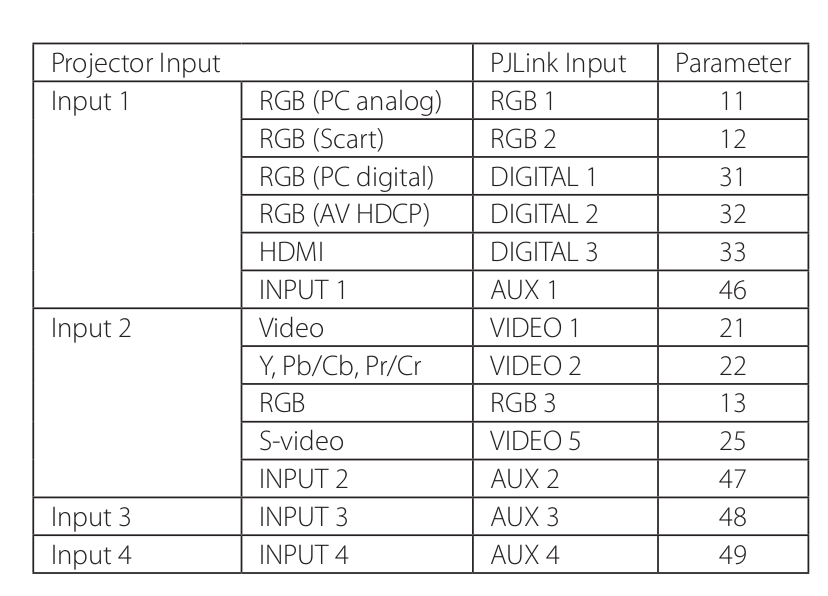 Projector Input PJLink Input Parameter
Input 1 RGB (PC analog) RGB 1 11
RGB (Scart) RGB 2 12
RGB (PC digital) DIGITAL 1 31
RGB (AV HDCP) DIGITAL 2 32
HDMI DIGITAL 3 33
INPUT 1 AUX 1 46
Input 2 Video VIDEO 1 21
Y, Pb/Cb, Pr/Cr VIDEO 2 22
RGB RGB 3 13
S-video VIDEO 5 25
INPUT 2 AUX 2 47
Input 3 INPUT 3 AUX 3 48
Input 4 INPUT 4 AUX 4 49